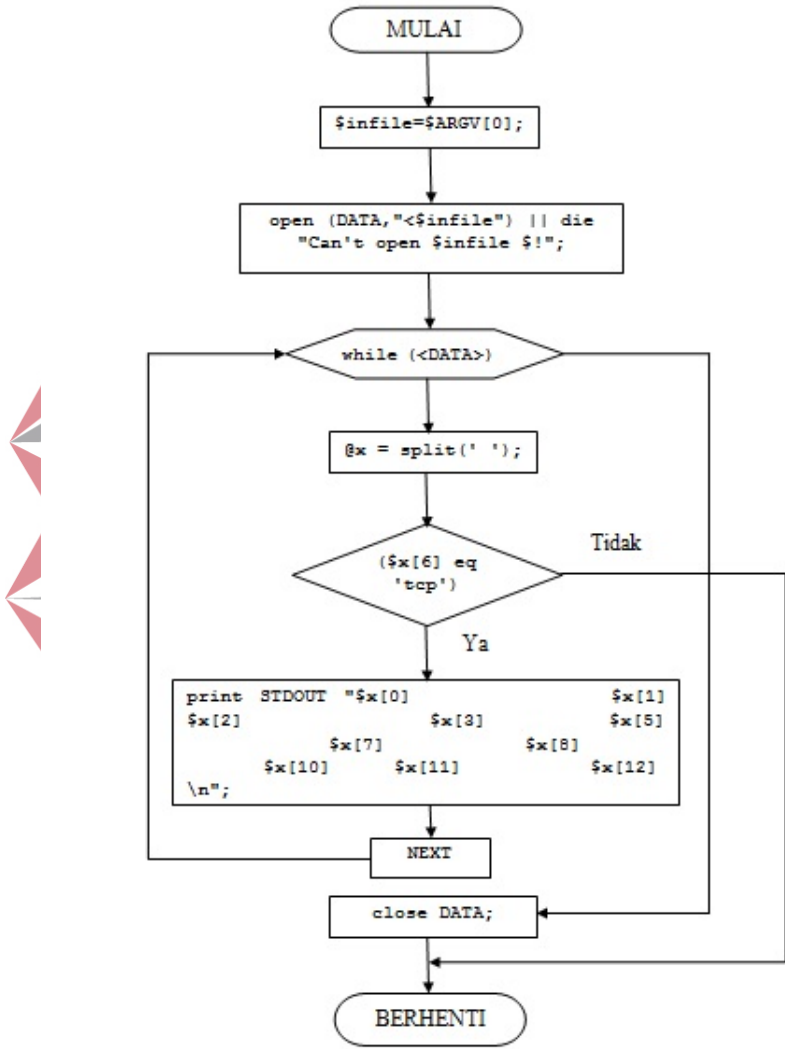 MULAI
$infile=$ARGV[0];
open (DATA,"<$infile") || die
"Can't open $infile $!";
while (<DATA>)
@x = split(' ');
($x[6] eq
'tcp')
Tidak
Ya
print STDOUT "$x[0] $x[1]
$x[2] $x[3] $x[5]
$x[7] $x[8]
$x[10] $x[11] $x[12]
\n";
NEXT
close DATA;
BERHENTI